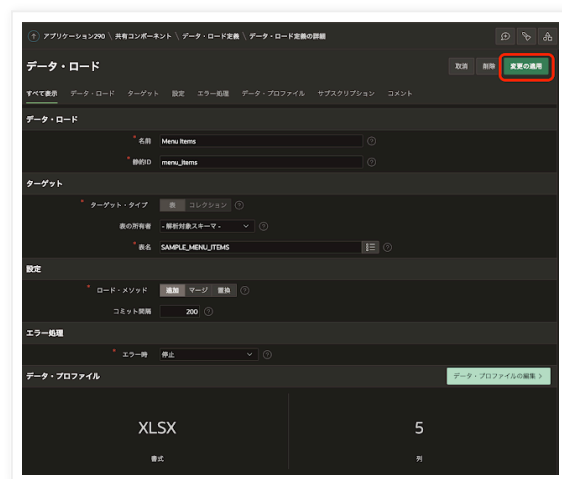 アプリケーション290 \ 共有コンポーネント \ データ・ロード定義 \ データ・ロード定義の詳細
データ・ロード
取消 削除 変更の適用
すべて表示 データ・ロード ターゲット 設定 エラー処理 データ・プロファイル サブスクリプション コメント
データ・ロード
* 名前 Menu Items
* 静的ID menu_items
ターゲット
* ターゲット・タイプ 表 コレクション
表の所有者 - 解析対象スキーマ -
* 表名 SAMPLE_MENU_ITEMS
設定
* ロード・メソッド 追加 マージ 置換
コミット間隔 200
エラー処理
* エラー時 停止
データ・プロファイル
データ・プロファイルの編集 >
XLSX 5
書式 列